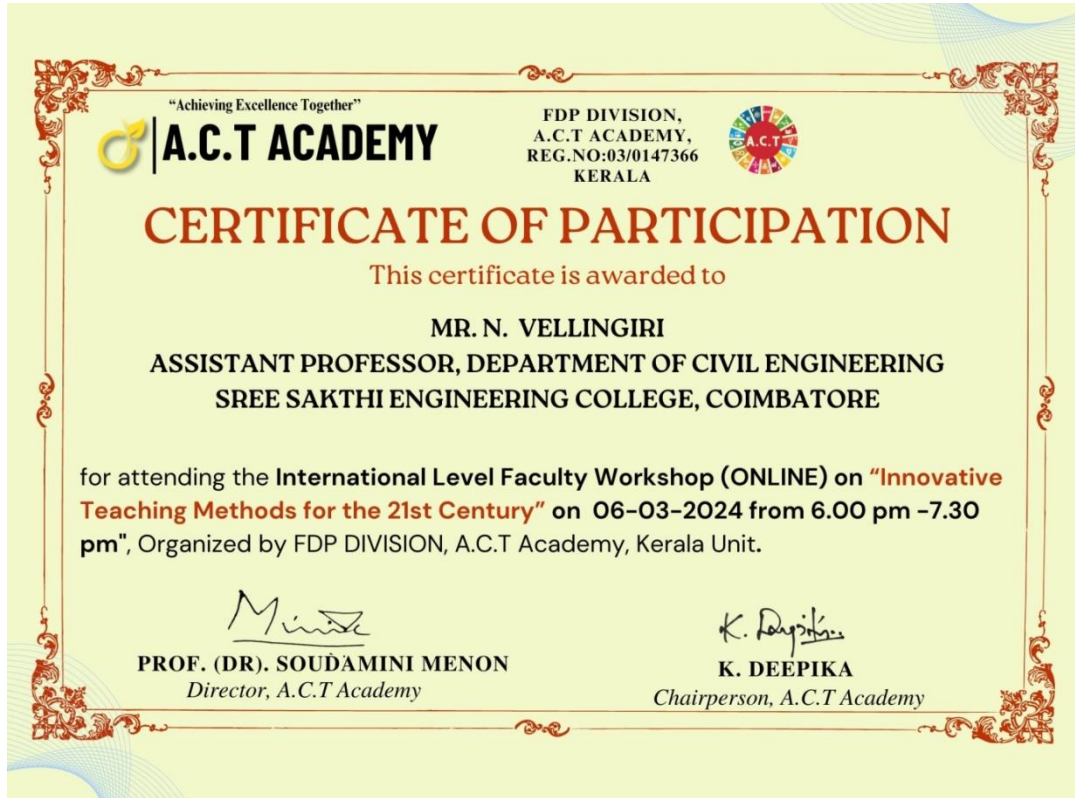 “Achieving Excellence Together”
A.C.T ACADEMY
FDP DIVISION,
A.C.T ACADEMY,
REG.NO:03/0147366
KERALA
A.C.T
CERTIFICATE OF PARTICIPATION
This certificate is awarded to
MR. N. VELLINGIRI
ASSISTANT PROFESSOR, DEPARTMENT OF CIVIL ENGINEERING
SREE SAKTHI ENGINEERING COLLEGE, COIMBATORE
for attending the International Level Faculty Workshop (ONLINE) on “Innovative
Teaching Methods for the 21st Century” on 06-03-2024 from 6.00 pm -7.30
pm", Organized by FDP DIVISION, A.C.T Academy, Kerala Unit.
PROF. (DR). SOUDAMINI MENON
Director, A.C.T Academy
K. DEEPIKA
Chairperson, A.C.T Academy